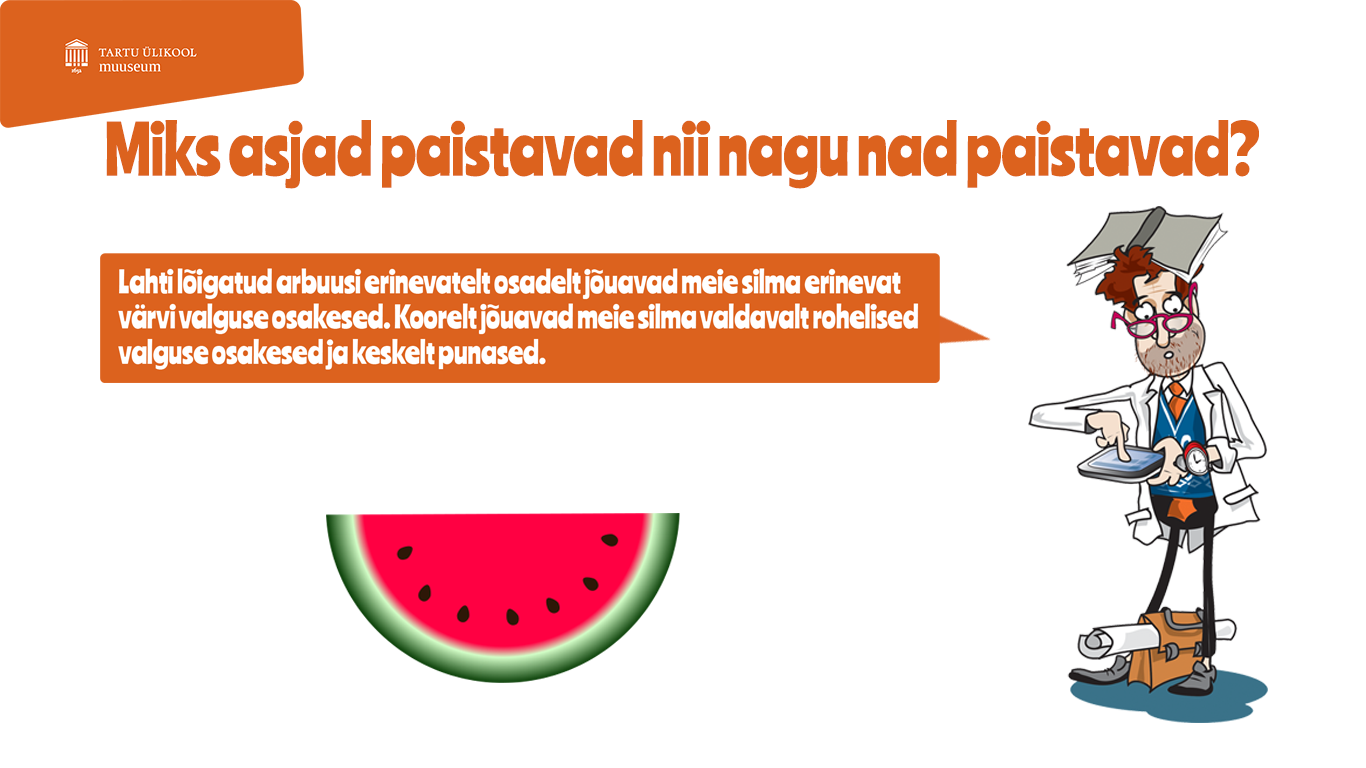 TARTU ÜLIKOOL
muuseum
1632
Miks asjad paistavad nii nagu nad paistavad?
Lahti lõigatud arbuusi erinevatelt osadelt jõuavad meie silma erinevat
värvi valguse osakesed. Koorelt jõuavad meie silma valdavalt rohelised
valguse osakesed ja keskelt punased.